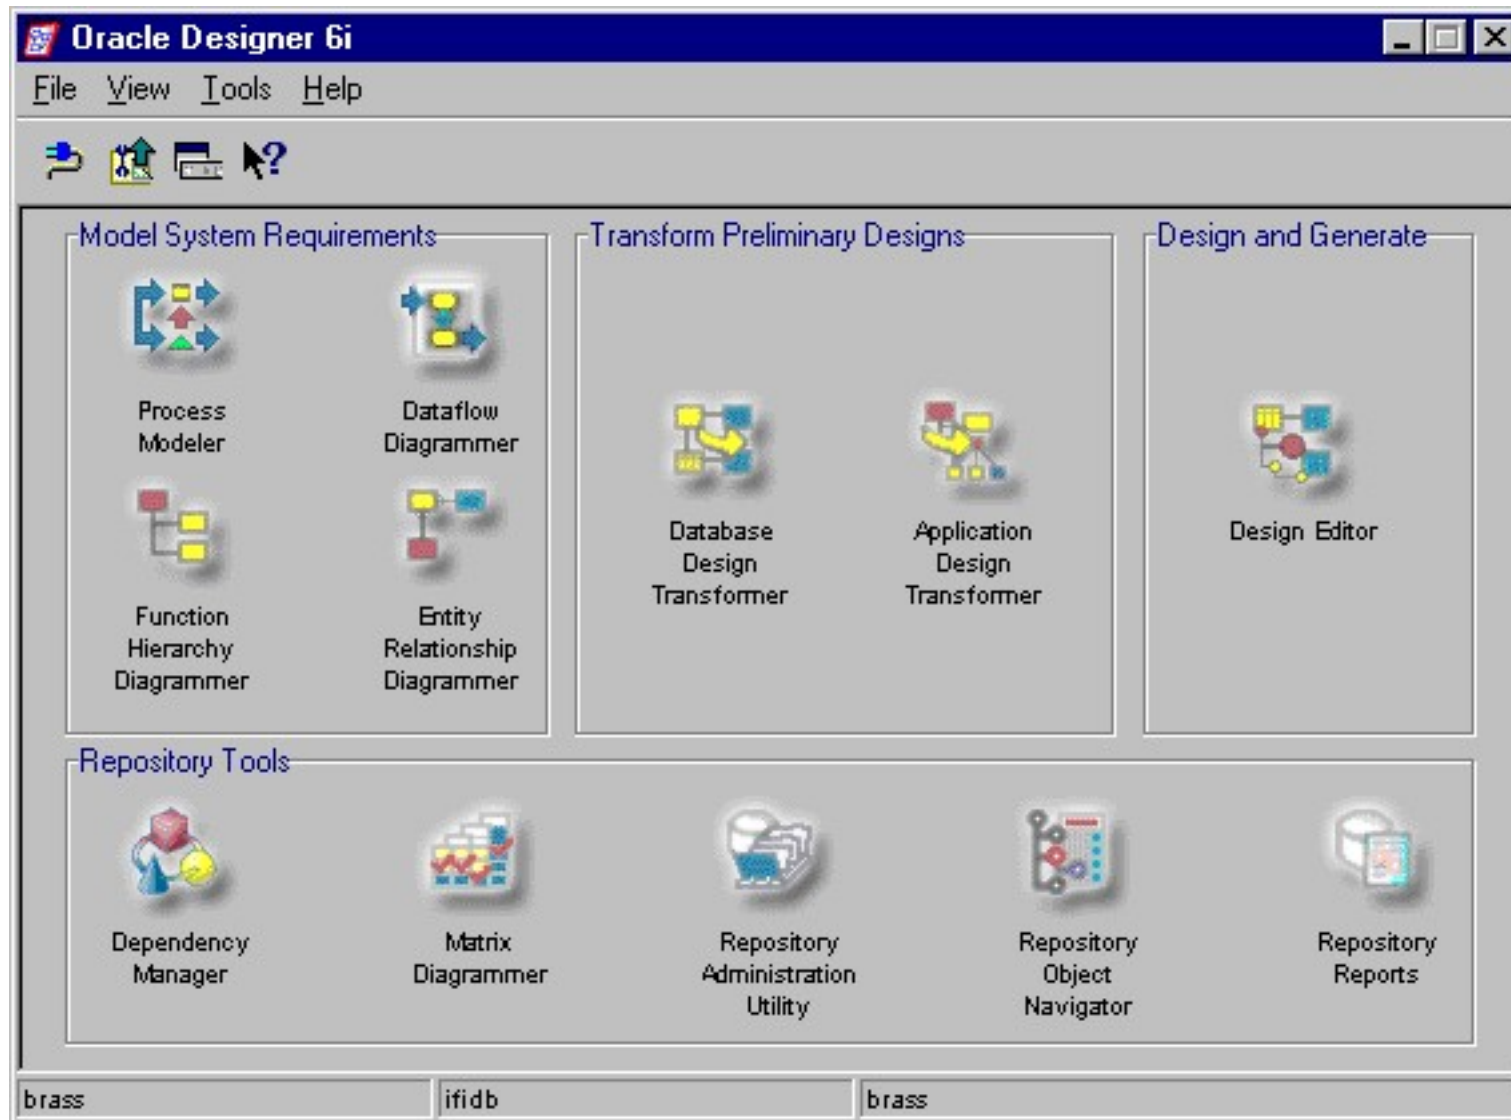 Oracle Designer 6i
File View Tools Help
Model System Requirements
Process
Modeler
Dataflow
Diagrammer
Function
Hierarchy
Diagrammer
Entity
Relationship
Diagrammer
Transform Preliminary Designs
Database
Design
Transformer
Application
Design
Transformer
Design and Generate
Design Editor
Repository Tools
Dependency
Manager
Matrix
Diagrammer
Repository
Administration
Utility
Repository
Object
Navigator
Repository
Reports
brass
ifidb
brass